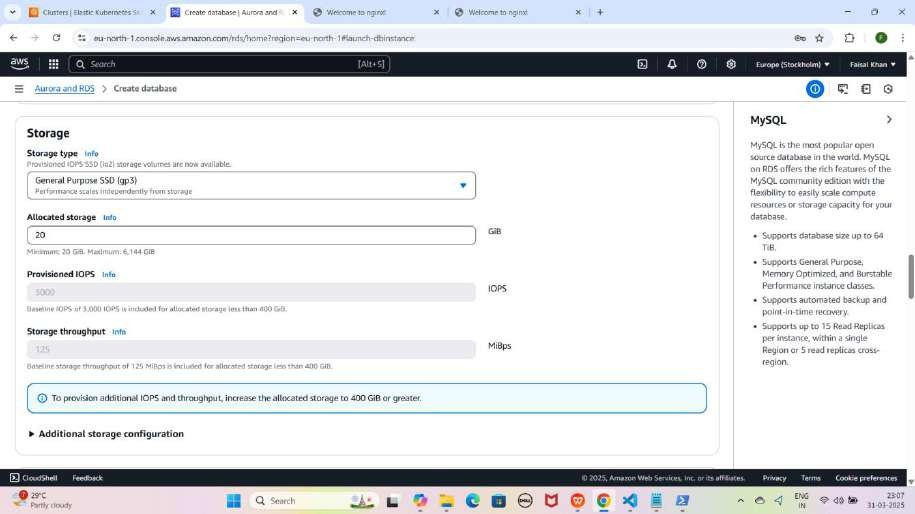 Clusters | Elastic Kubernetes Se
Create database | Aurora and R
Welcome to nginx!
Welcome to nginx!
eu-north-1.console.aws.amazon.com/rds/home?region=eu-north-1#launch-dbinstance:
F
aws
Search
[Alt+S]
Europe (Stockholm)
Faisal Khan
Aurora and RDS
Create database
Storage
Storage type Info
Provisioned IOPS SSD (io2) storage volumes are now available.
General Purpose SSD (gp3)
Performance scales independently from storage
Allocated storage Info
20
GiB
Minimum: 20 GiB. Maximum: 6,144 GiB
Provisioned IOPS Info
3000
IOPS
Baseline IOPS of 3,000 IOPS is included for allocated storage less than 400 GiB.
Storage throughput Info
125
MiBps
Baseline storage throughput of 125 MiBps is included for allocated storage less than 400 GiB.
To provision additional IOPS and throughput, increase the allocated storage to 400 GiB or greater.
Additional storage configuration
MySQL
MySQL is the most popular open
source database in the world. MySQL
on RDS offers the rich features of the
MySQL community edition with the
flexibility to easily scale compute
resources or storage capacity for your
database.
• Supports database size up to 64
TiB.
• Supports General Purpose,
Memory Optimized, and Burstable
Performance instance classes.
• Supports automated backup and
point-in-time recovery.
• Supports up to 15 Read Replicas
per instance, within a single
Region or 5 read replicas cross-
region.
CloudShell
Feedback
© 2025, Amazon Web Services, Inc. or its affiliates.
Privacy
Terms
Cookie preferences
29°C
Partly cloudy
Search
DELL
ENG
IN
23:07
31-03-2025